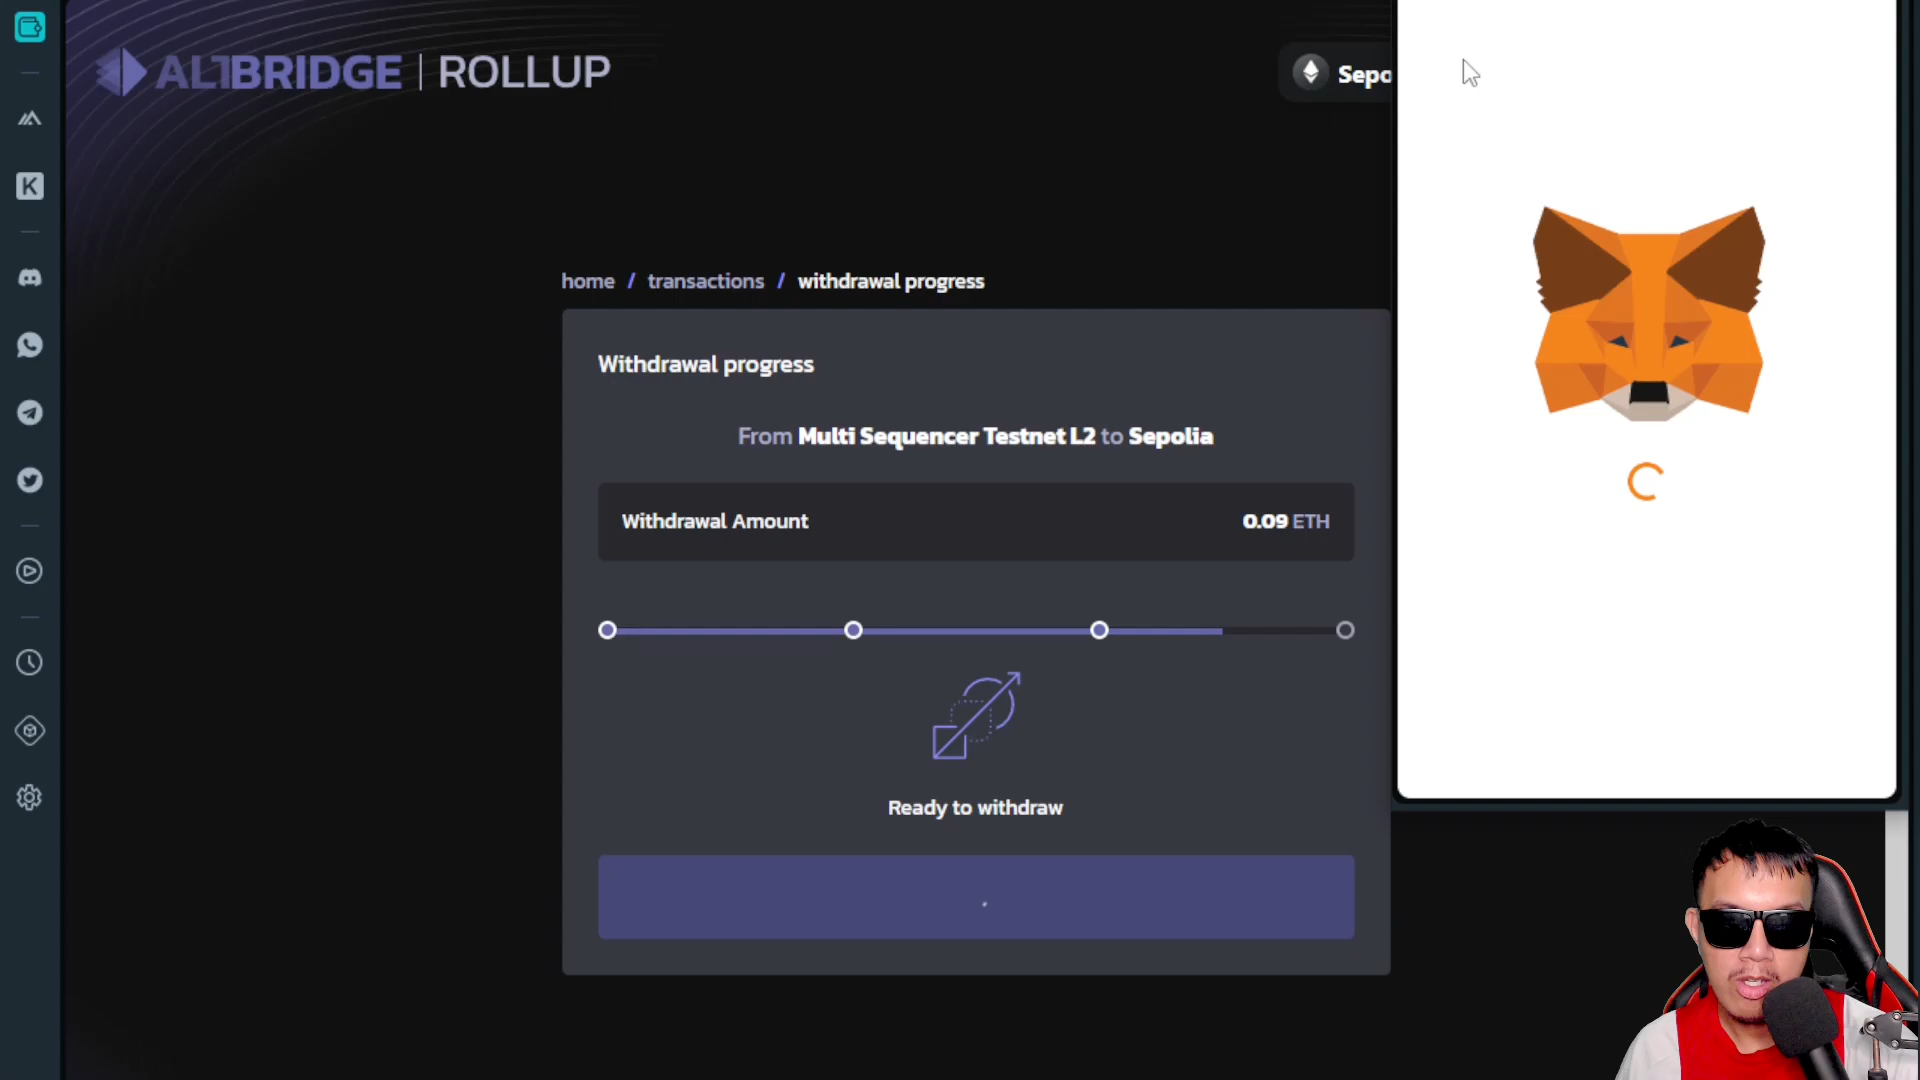 ALTBRIDGE | ROLLUP
Sepo
home / transactions / withdrawal progress
Withdrawal progress
From Multi Sequencer Testnet L2 to Sepolia
Withdrawal Amount 0.09 ETH
Ready to withdraw
K